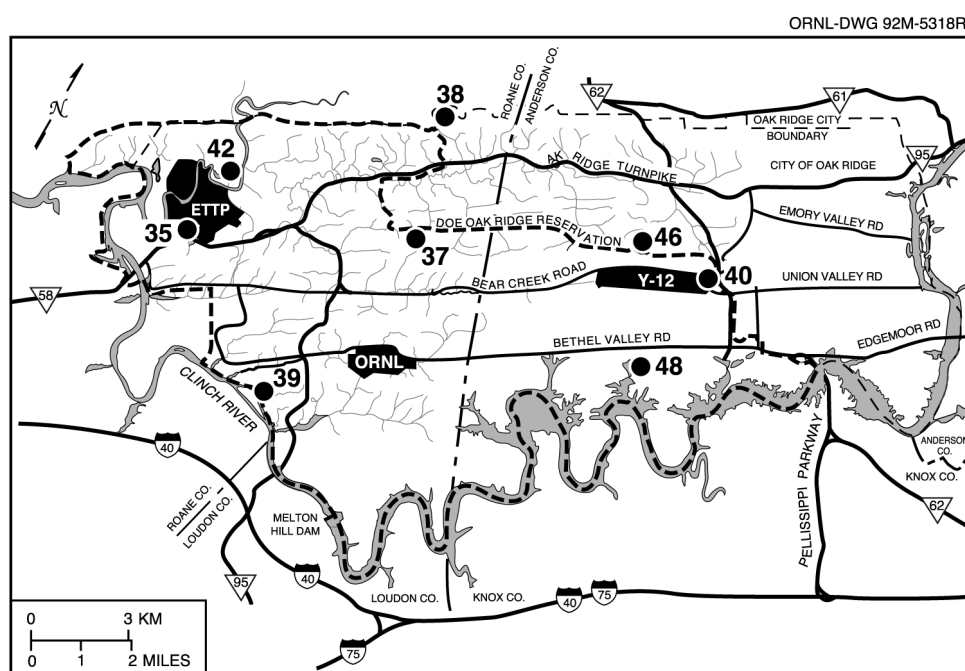 ORNL-DWG 92M-5318R
N
38
ROANE CO.
ANDERSON CO.
62
61
OAK RIDGE CITY
BOUNDARY
42
AK RIDGE TURNPIKE
CITY OF OAK RIDGE
95
ETTP
35
DOE OAK RIDGE RESERVATION
EMORY VALLEY RD
37
46
BEAR CREEK ROAD
Y-12
40
UNION VALLEY RD
58
BETHEL VALLEY RD
EDGEMOOR RD
ORNL
48
39
CLINCH RIVER
40
PELLISSIPPI PARKWAY
ANDERSON
CO.
KNOX CO.
ROANE CO.
LOUDON CO.
MELTON
HILL DAM
62
95
40
LOUDON CO.
KNOX CO.
40
75
75
0 3 KM
0 1 2 MILES